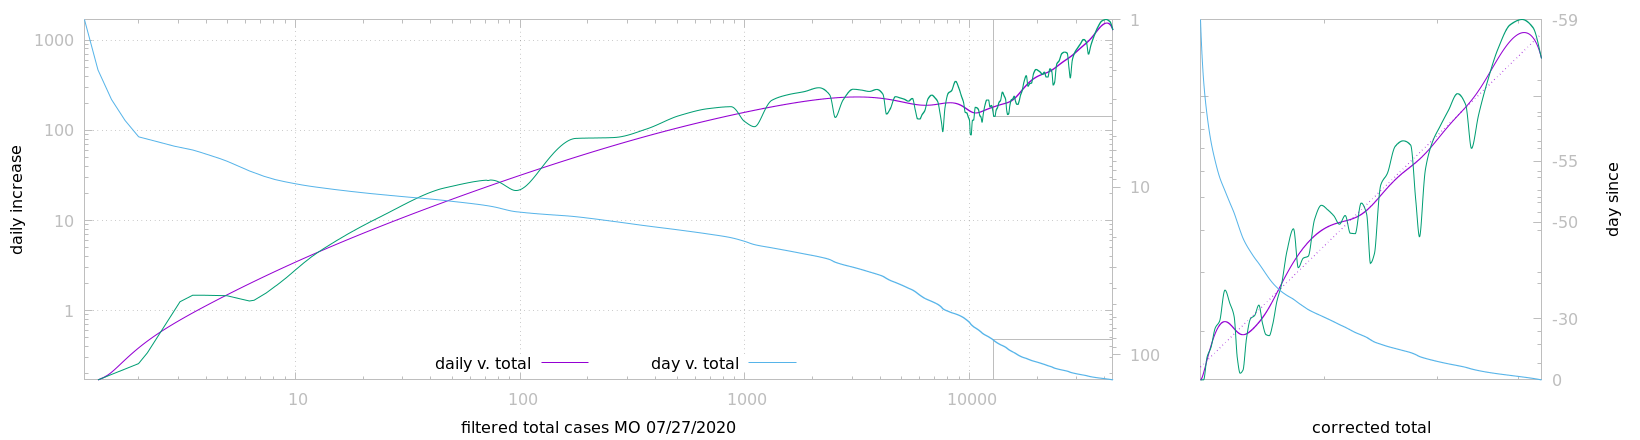 1000
100
10
1
daily increase
daily v. total
day v. total
10
100
1000
10000
filtered total cases MO 07/27/2020
1
10
100
-59
-55
-50
-30
0
day since
corrected total